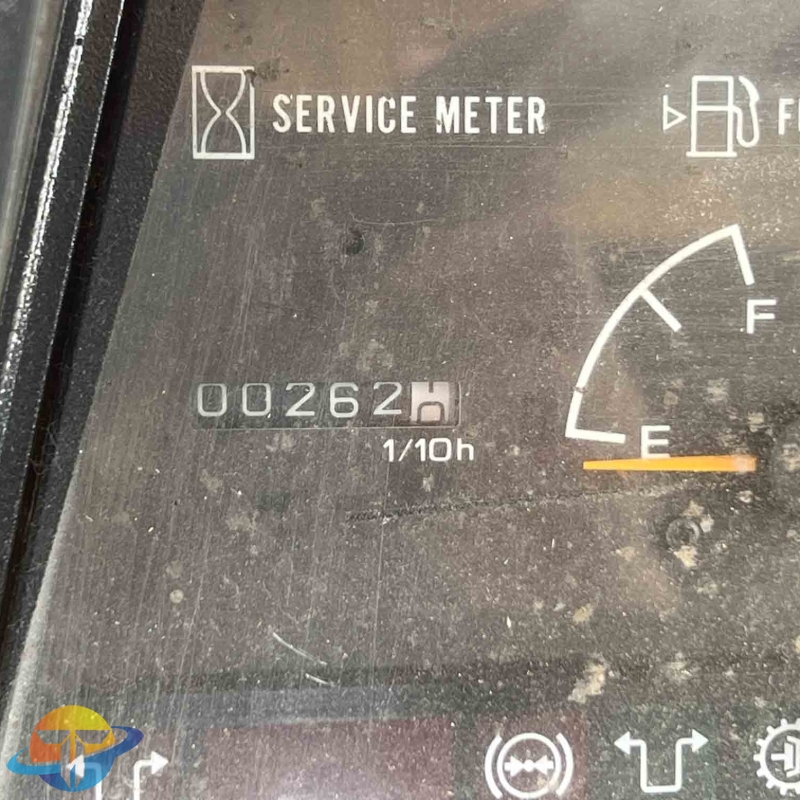 SERVICE METER
00262
1/10h
F
E